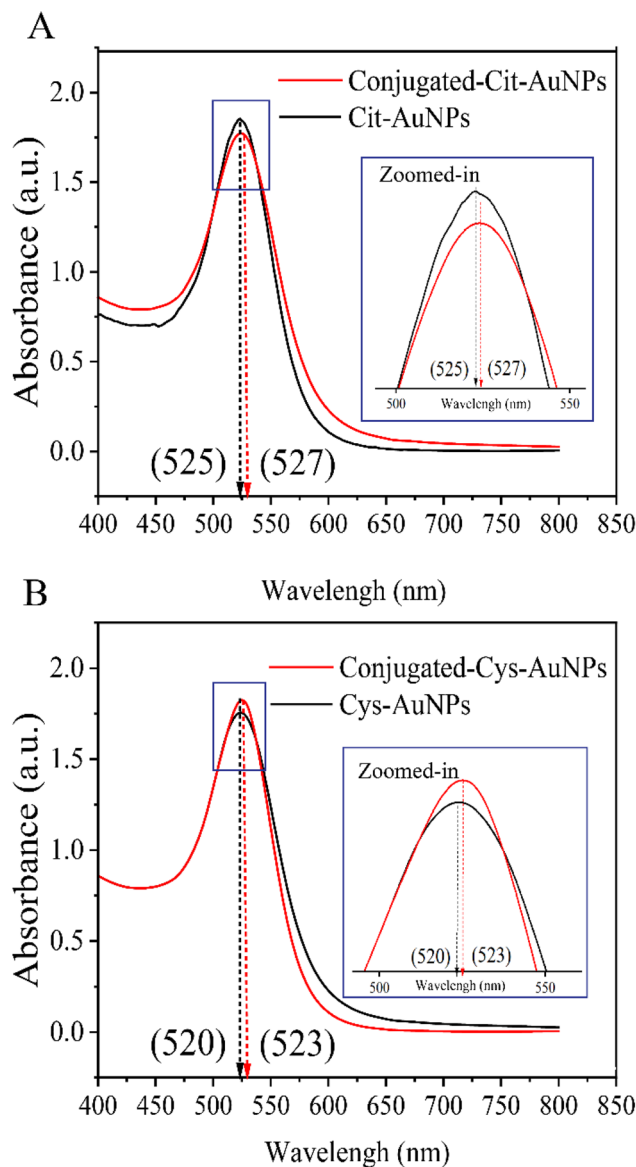 A
Conjugated-Cit-AuNPs
Cit-AuNPs
Absorbance (a.u.)
2.0
1.5
1.0
0.5
0.0
Zoomed-in
(525) (527)
500 550
Wavelengh (nm)
(525) (527)
400 450 500 550 600 650 700 750 800 850
Wavelengh (nm)
B
Conjugated-Cys-AuNPs
Cys-AuNPs
Absorbance (a.u.)
2.0
1.5
1.0
0.5
0.0
Zoomed-in
(520) (523)
500 550
Wavelengh (nm)
(520) (523)
400 450 500 550 600 650 700 750 800 850
Wavelengh (nm)